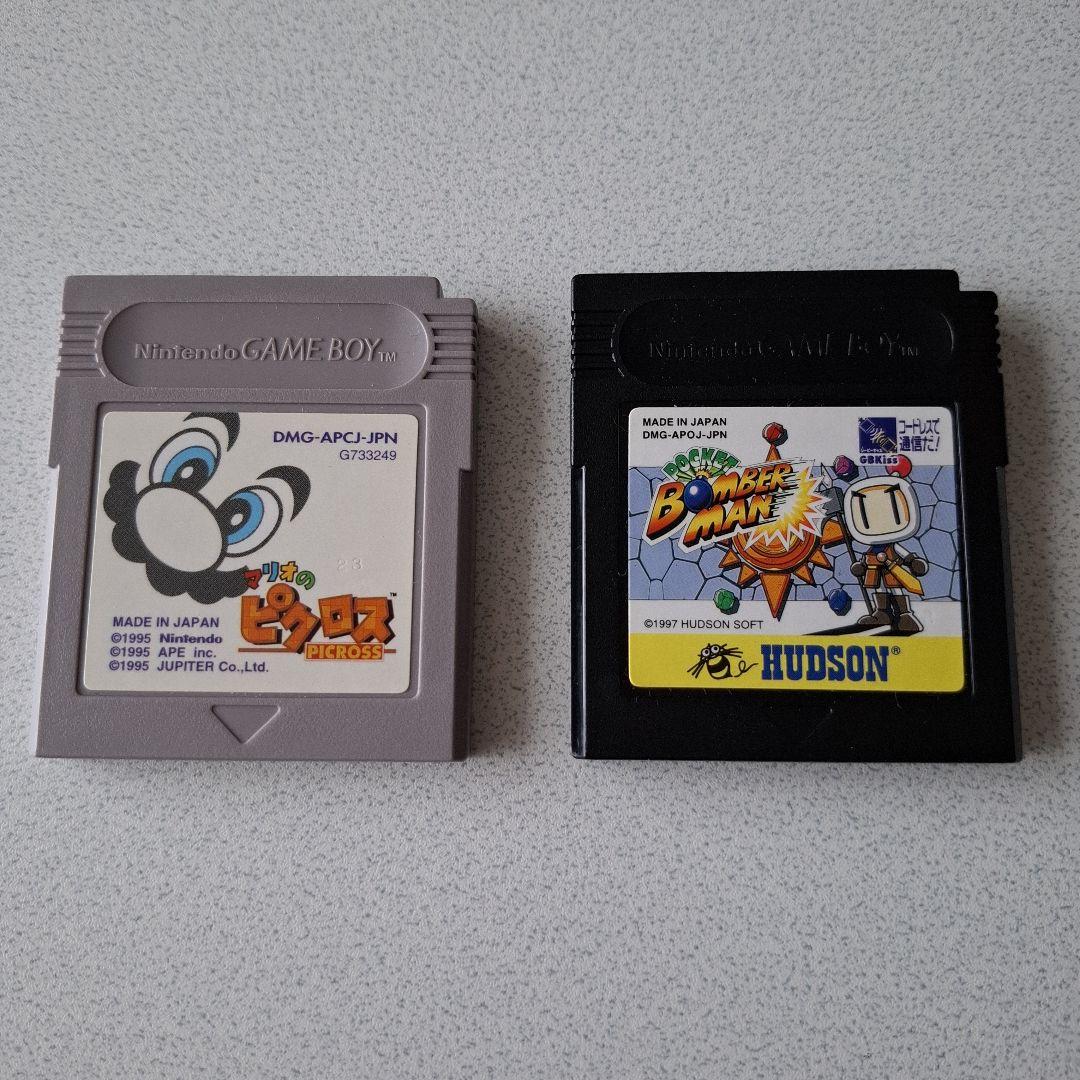 Nintendo GAME BOY TM
DMG-APCJ-JPN
G733249
23
マリオの
ピクロス TM
PICROSS
MADE IN JAPAN
©1995 Nintendo
©1995 APE inc.
©1995 JUPITER Co.,Ltd.
Nintendo GAME BOY TM
MADE IN JAPAN
DMG-APOJ-JPN
コードレスで
通信だ!
GBKiss
POCKET
BOMBER
MAN
©1997 HUDSON SOFT
HUDSON®